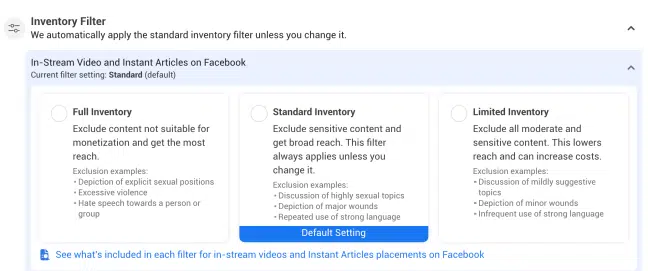 Inventory Filter
We automatically apply the standard inventory filter unless you change it.
In-Stream Video and Instant Articles on Facebook
Current filter setting: Standard (default)
Full Inventory
Exclude content not suitable for
monetization and get the most
reach.
Exclusion examples:
• Depiction of explicit sexual positions
• Excessive violence
• Hate speech towards a person or
group
Standard Inventory
Exclude sensitive content and
get broad reach. This filter
always applies unless you
change it.
Exclusion examples:
• Discussion of highly sexual topics
• Depiction of major wounds
• Repeated use of strong language
Default Setting
Limited Inventory
Exclude all moderate and
sensitive content. This lowers
reach and can increase costs.
Exclusion examples:
• Discussion of mildly suggestive
topics
• Depiction of minor wounds
• Infrequent use of strong language
See what's included in each filter for in-stream videos and Instant Articles placements on Facebook